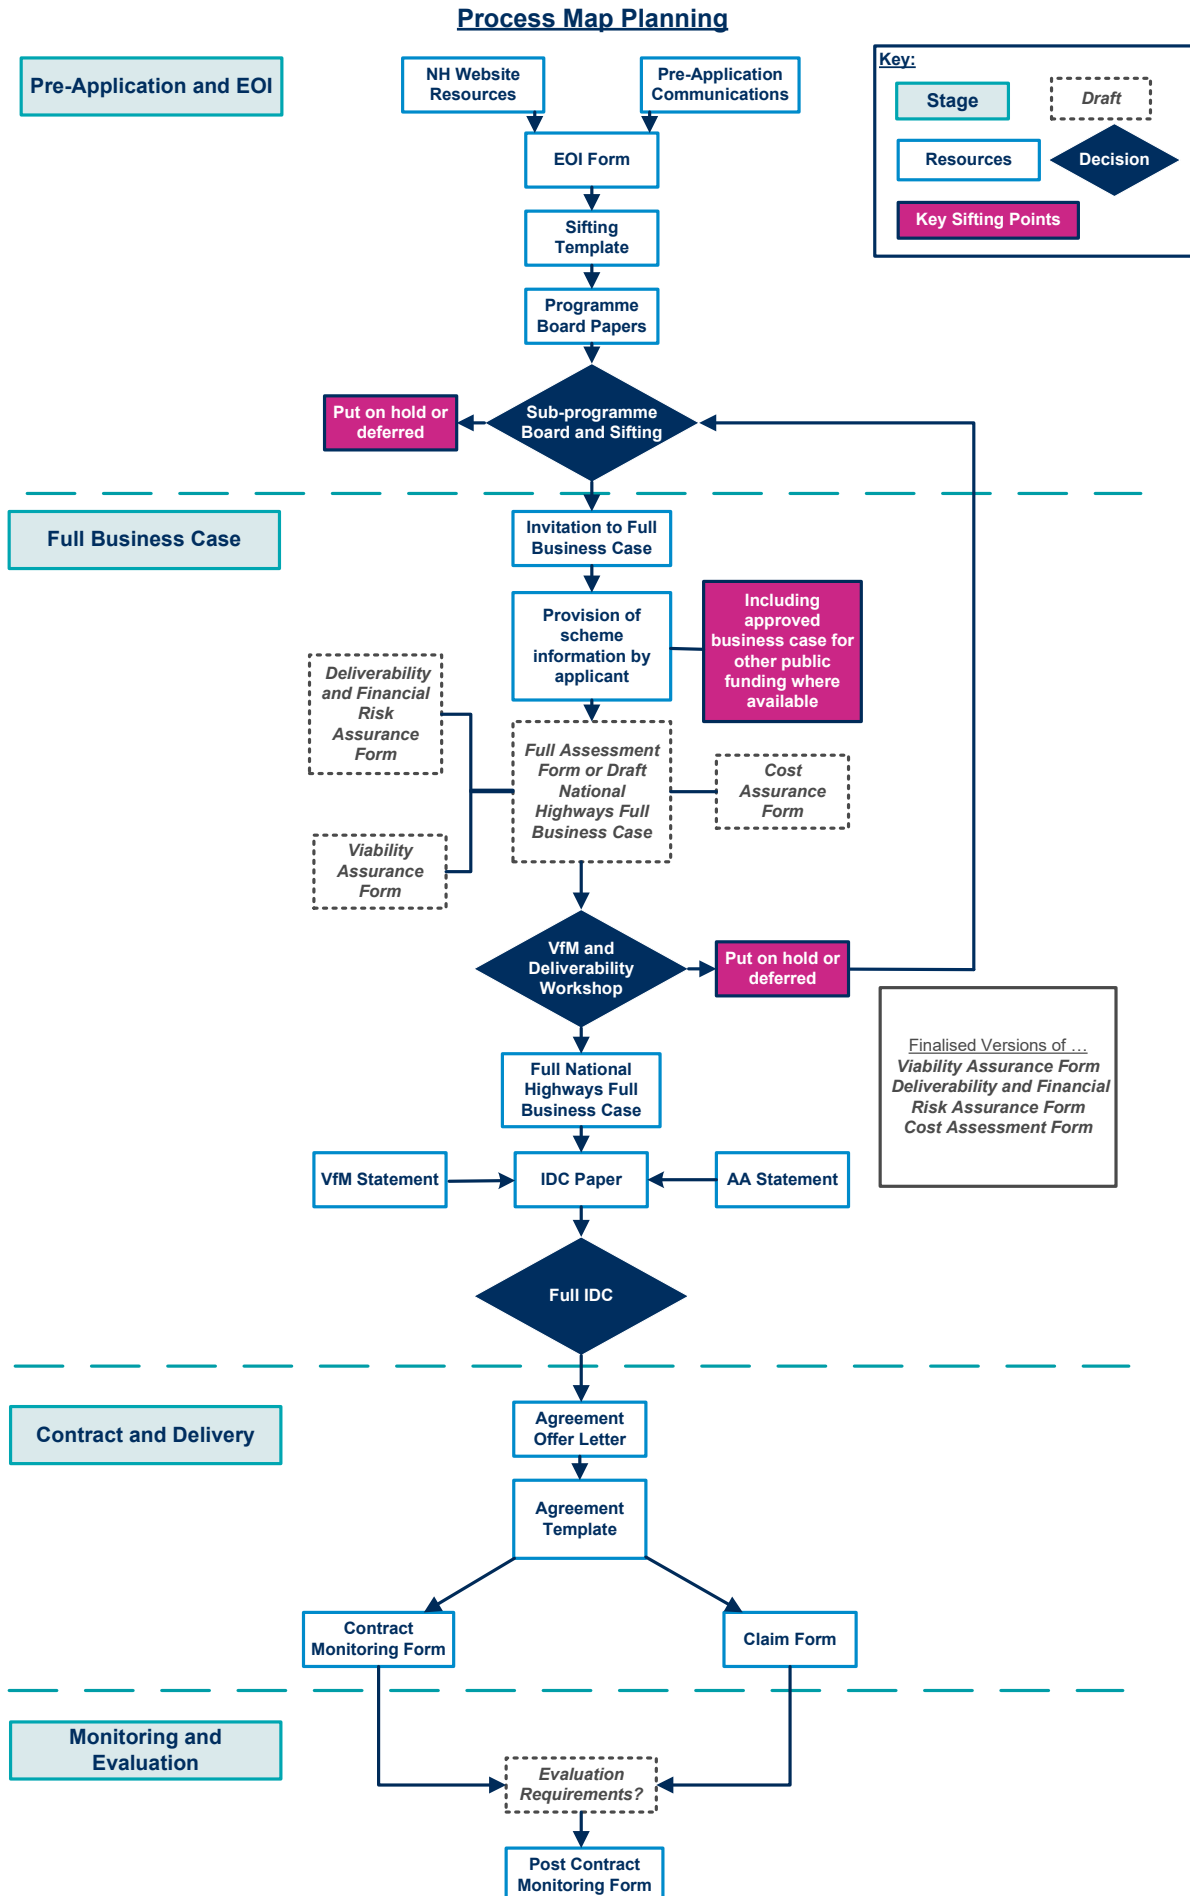 Process Map Planning
Pre-Application and EOI
NH Website
Resources
Pre-Application
Communications
Key:
Stage
Draft
Resources
Decision
Key Sifting Points
EOI Form
Sifting
Template
Programme
Board Papers
Put on hold or
deferred
Sub-programme
Board and Sifting
Full Business Case
Invitation to Full
Business Case
Provision of
scheme
information by
applicant
Including
approved
business case for
other public
funding where
available
Deliverability
and Financial
Risk
Assurance
Form
Full Assessment
Form or Draft
National
Highways Full
Business Case
Cost
Assurance
Form
Viability
Assurance
Form
VfM and
Deliverability
Workshop
Put on hold or
deferred
Finalised Versions of …
Viability Assurance Form
Deliverability and Financial
Risk Assurance Form
Cost Assessment Form
Full National
Highways Full
Business Case
VfM Statement
IDC Paper
AA Statement
Full IDC
Contract and Delivery
Agreement
Offer Letter
Agreement
Template
Contract
Monitoring Form
Claim Form
Monitoring and
Evaluation
Evaluation
Requirements?
Post Contract
Monitoring Form